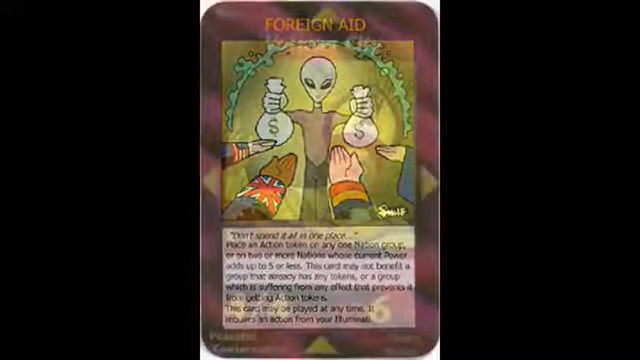 FOREIGN AID
$ $
"Don't spend it all in one place..."
Place an Action token on any one Nation group,
or on two or more Nations whose current Power
adds up to 5 or less. This card may not benefit a
group that already has any tokens, or a group
which is suffering from any effect that prevents it
from getting Action tokens.
This card may be played at any time. It
requires an action from your Illuminati.
6
Peaceful